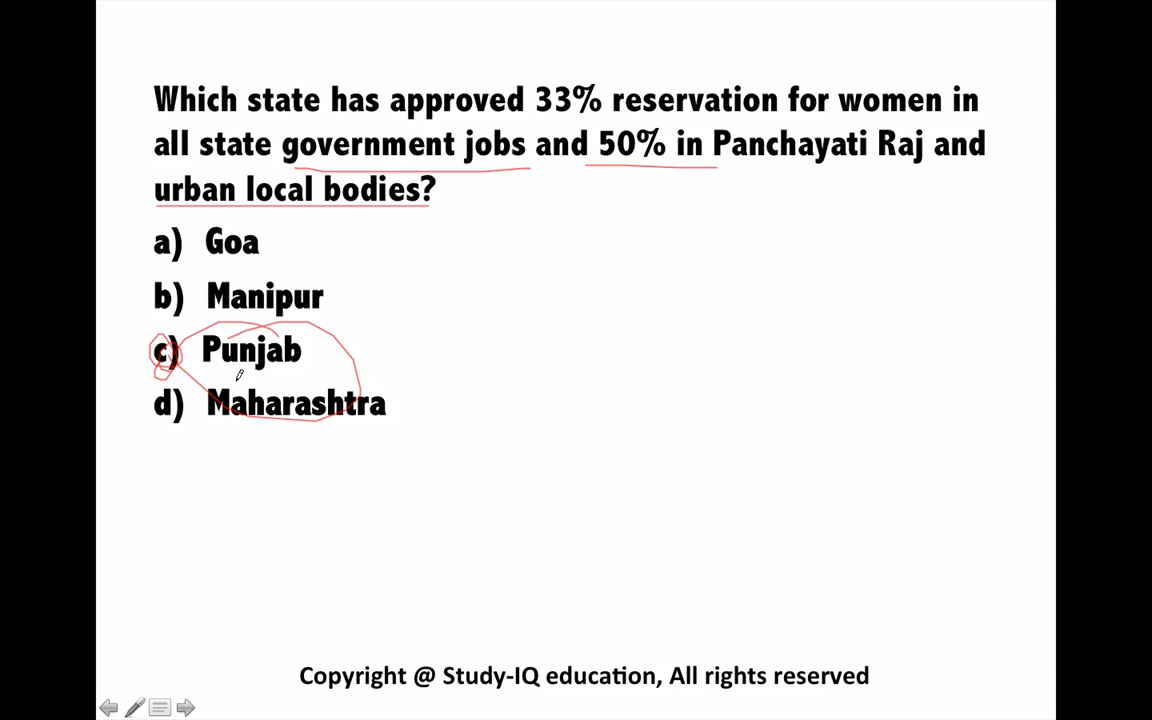 Which state has approved 33% reservation for women in
all state government jobs and 50% in Panchayati Raj and
urban local bodies?
a) Goa
b) Manipur
c) Punjab
d) Maharashtra
Copyright @ Study-IQ education, All rights reserved